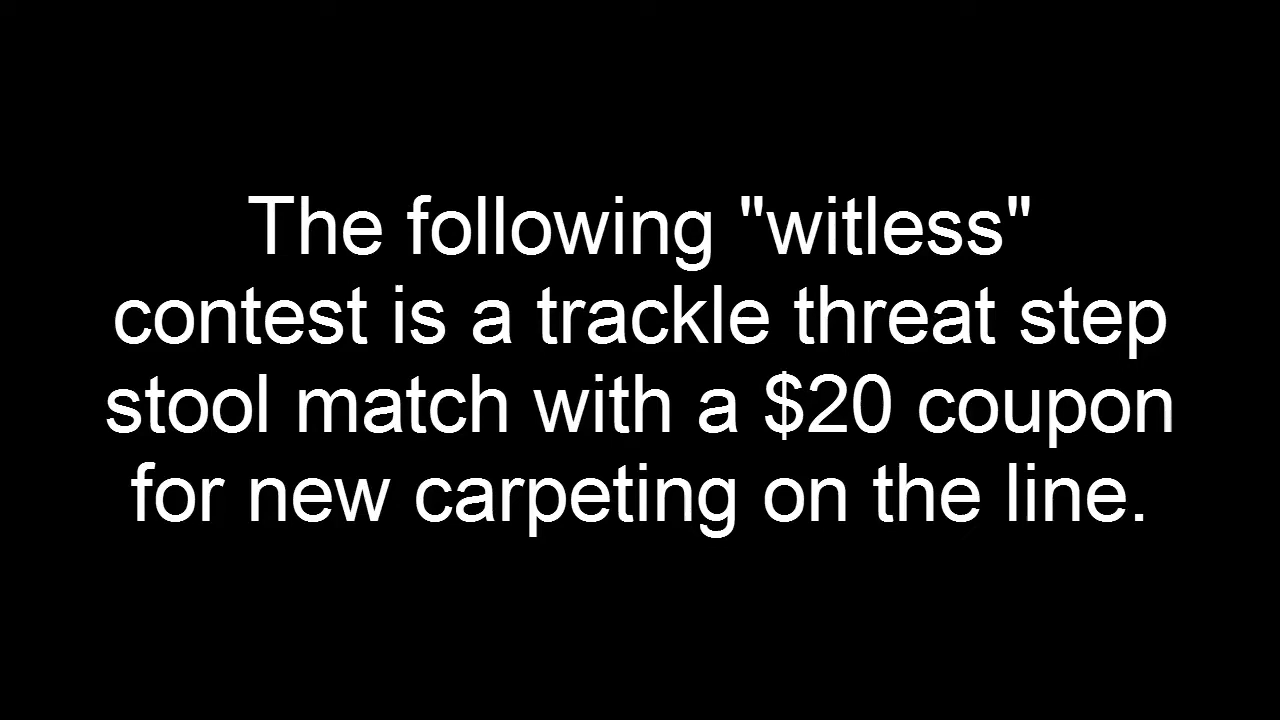 The following "witless"
contest is a trackle threat step
stool match with a $20 coupon
for new carpeting on the line.